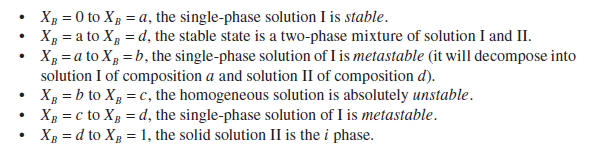 • X_B = 0 to X_B = a, the single-phase solution I is stable.
• X_B = a to X_B = d, the stable state is a two-phase mixture of solution I and II.
• X_B = a to X_B = b, the single-phase solution of I is metastable (it will decompose into
solution I of composition a and solution II of composition d).
• X_B = b to X_B = c, the homogeneous solution is absolutely unstable.
• X_B = c to X_B = d, the single-phase solution of I is metastable.
• X_B = d to X_B = 1, the solid solution II is the i phase.